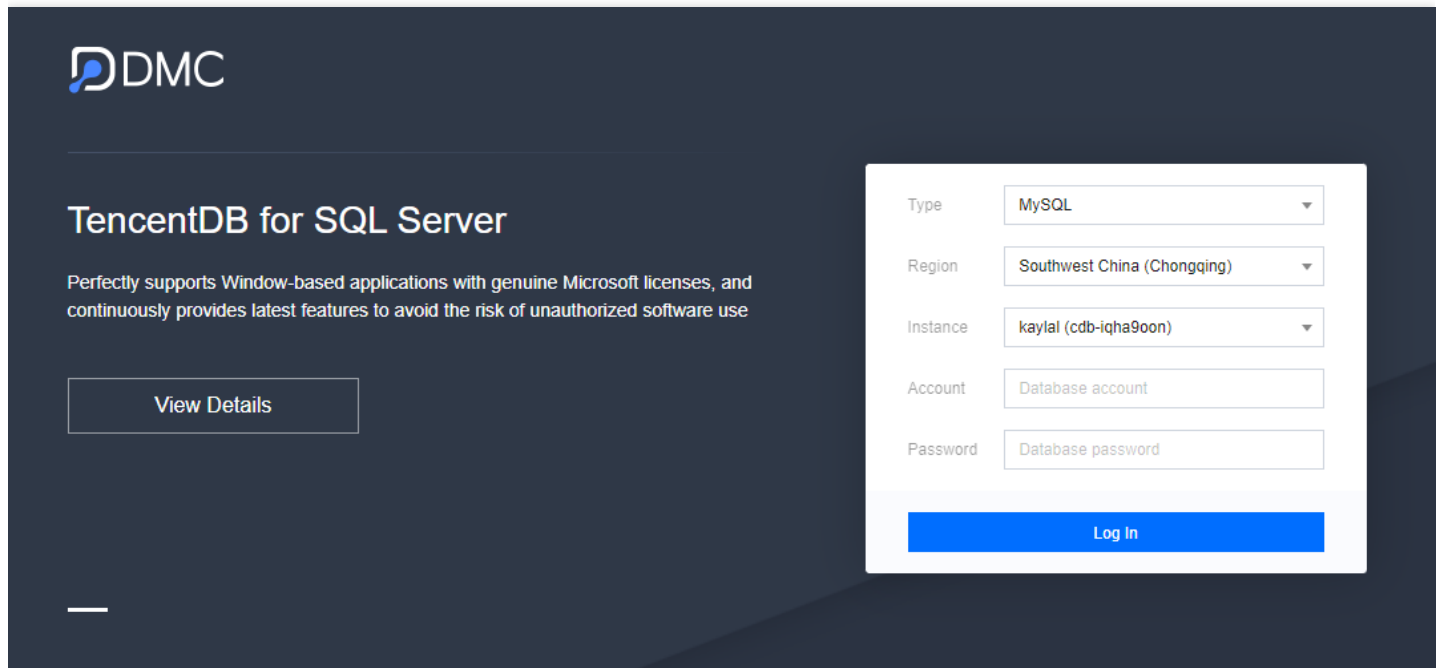 DMC
TencentDB for SQL Server
Perfectly supports Window-based applications with genuine Microsoft licenses, and
continuously provides latest features to avoid the risk of unauthorized software use
View Details
Type MySQL
Region Southwest China (Chongqing)
Instance kaylal (cdb-iqha9oon)
Account Database account
Password Database password
Log In